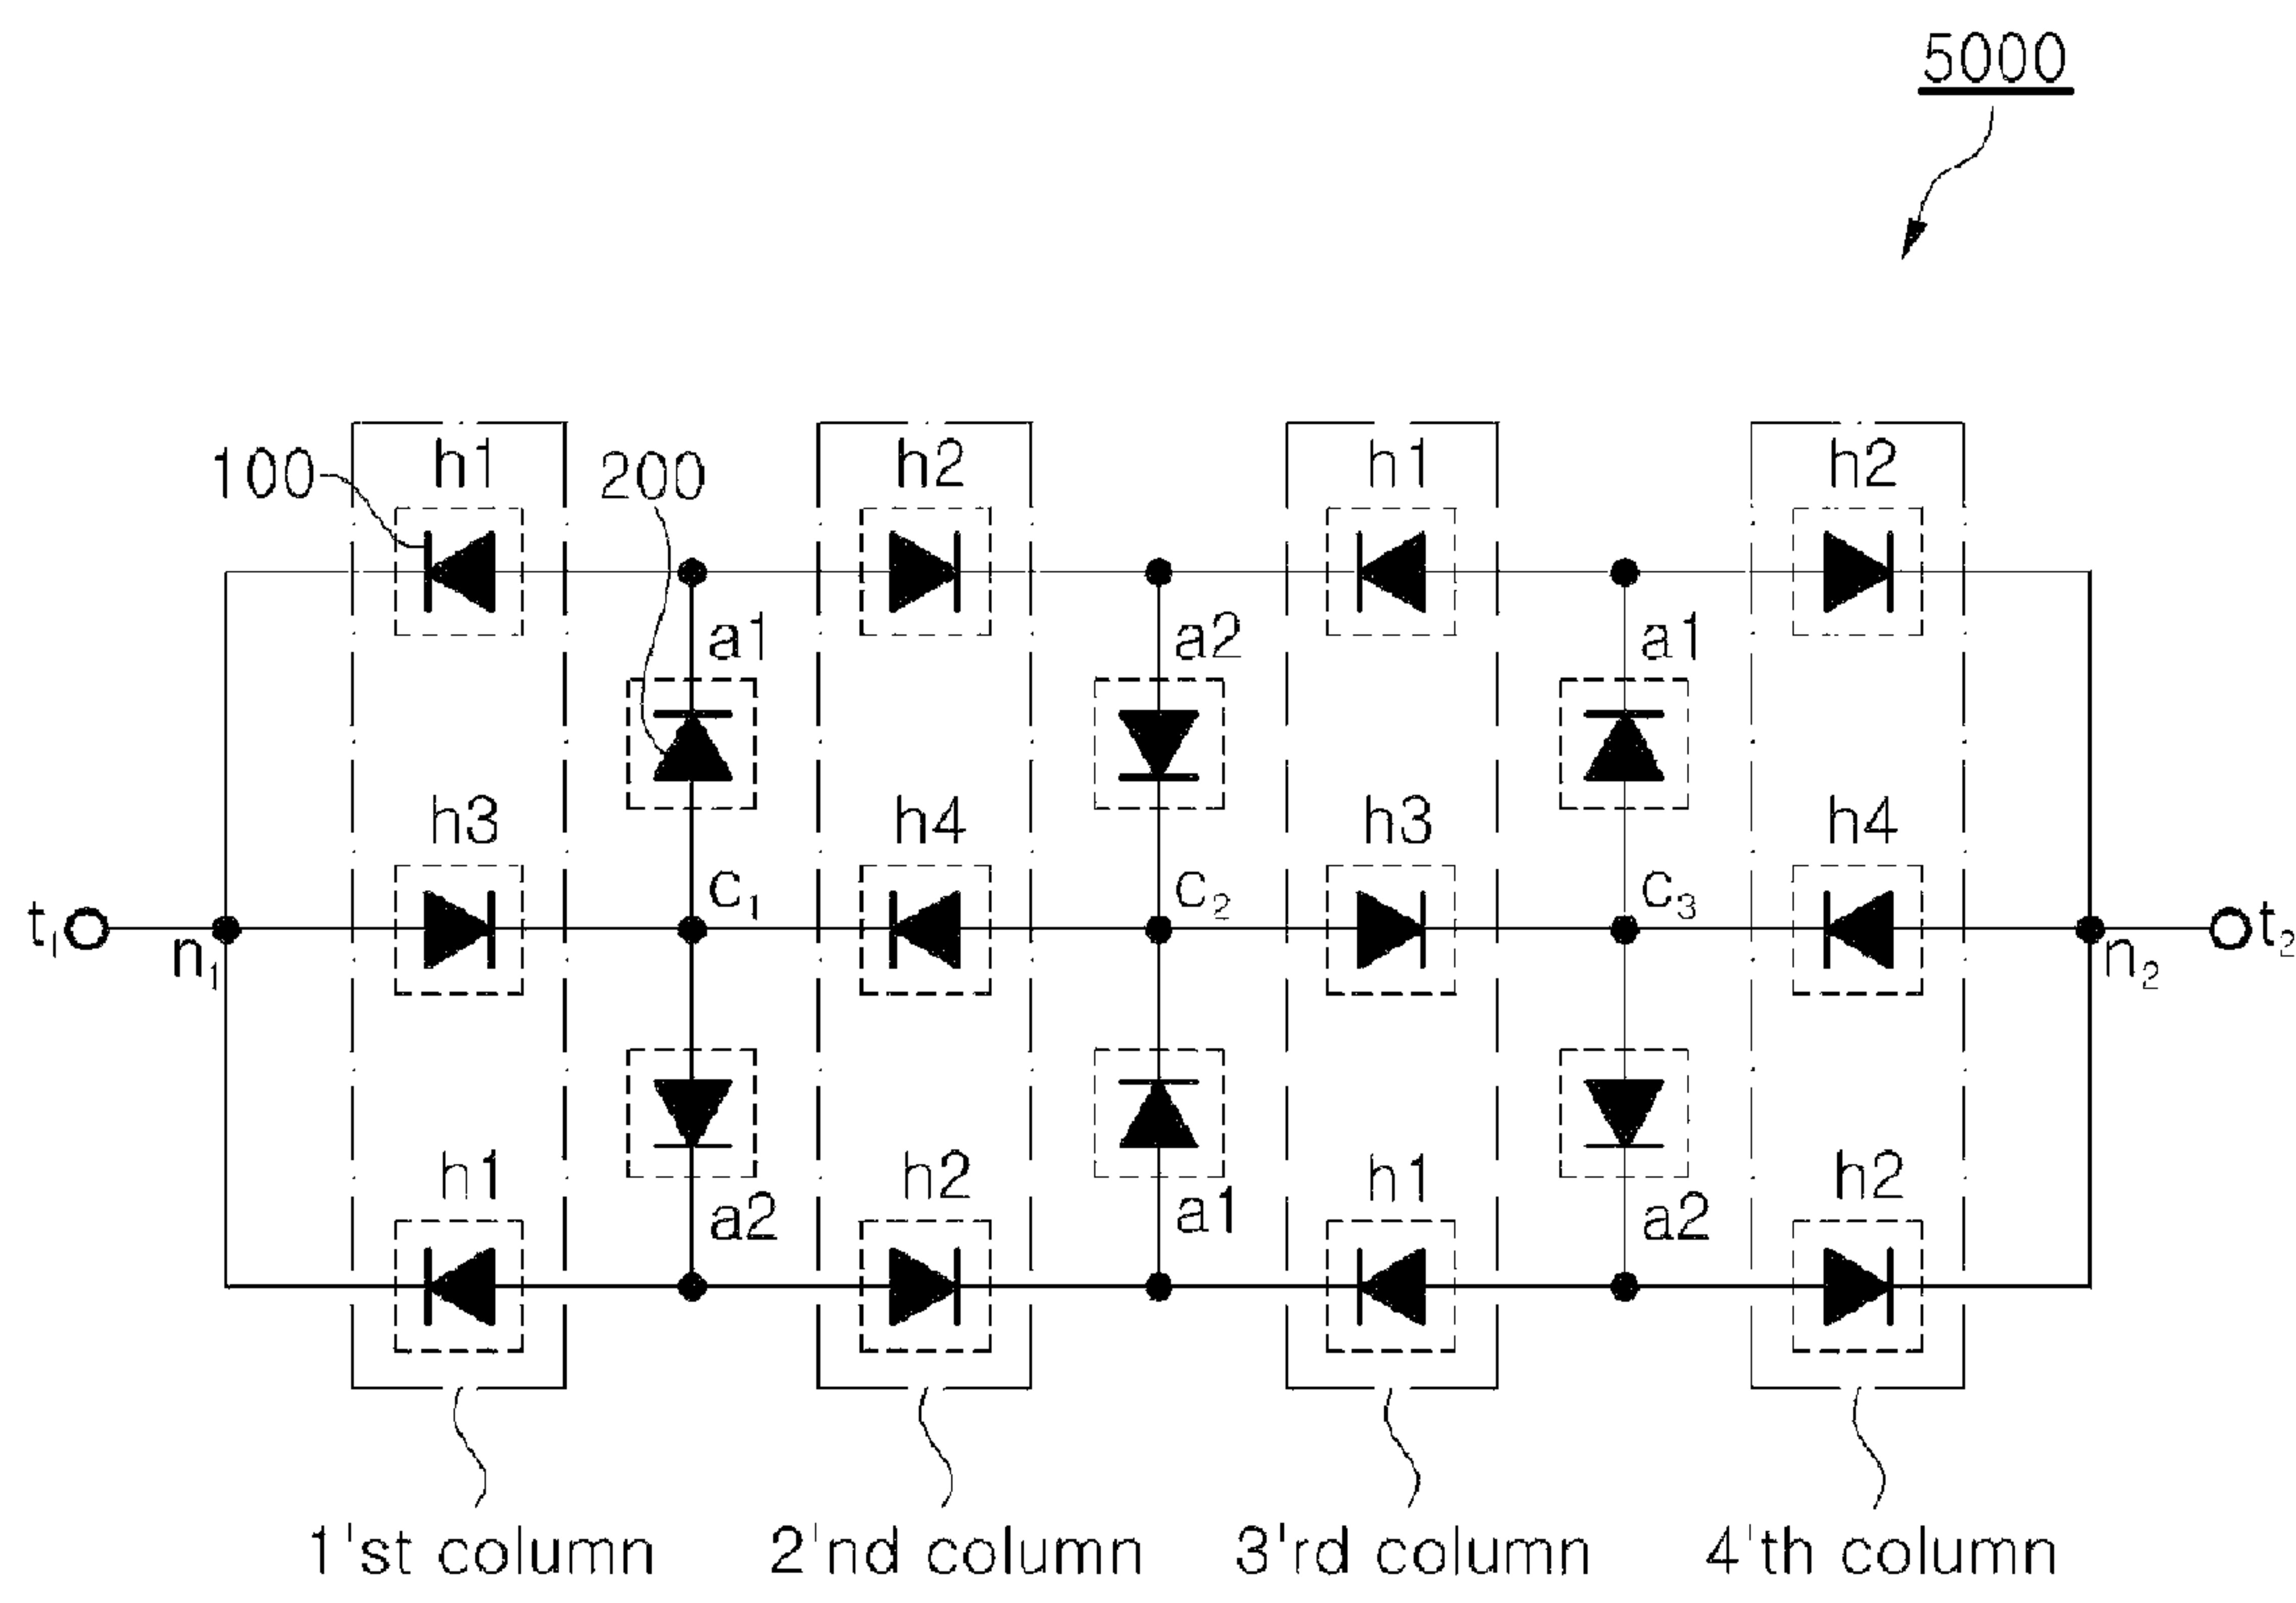 5000
100 h1 200 h2 h1 h2
a1 a2 a1
h3 h4 h3 h4
t₁ n₁ c₁ c₂ c₃ n₂ t₂
h1 h2 h1 h2
a2 a1 a2
1'st column 2'nd column 3'rd column 4'th column